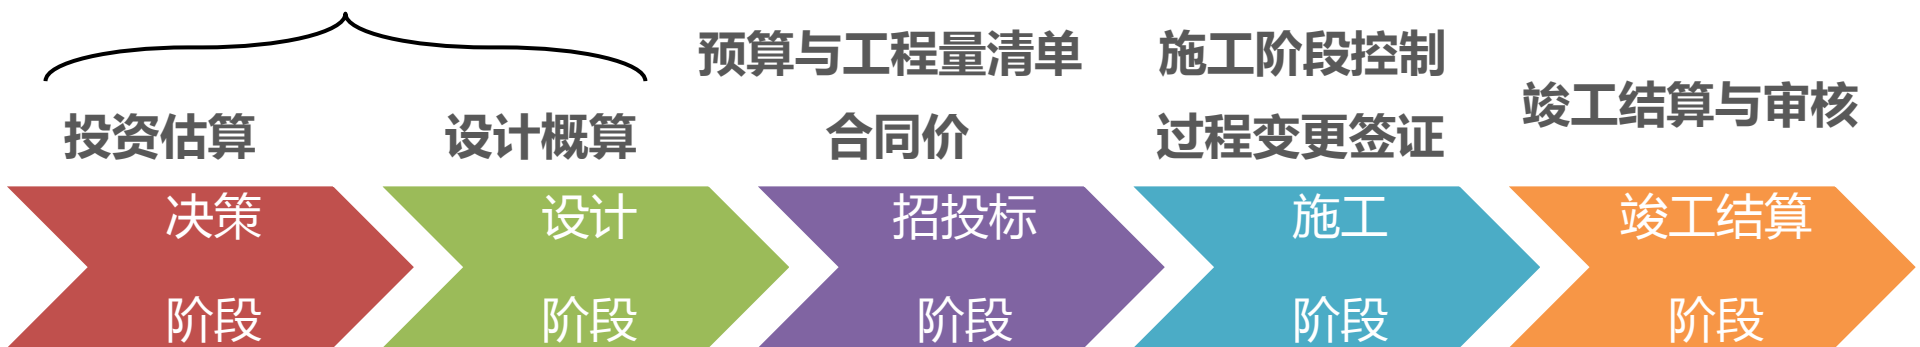 投资估算
设计概算
预算与工程量清单
合同价
施工阶段控制
过程变更签证
竣工结算与审核
决策
阶段
设计
阶段
招投标
阶段
施工
阶段
竣工结算
阶段